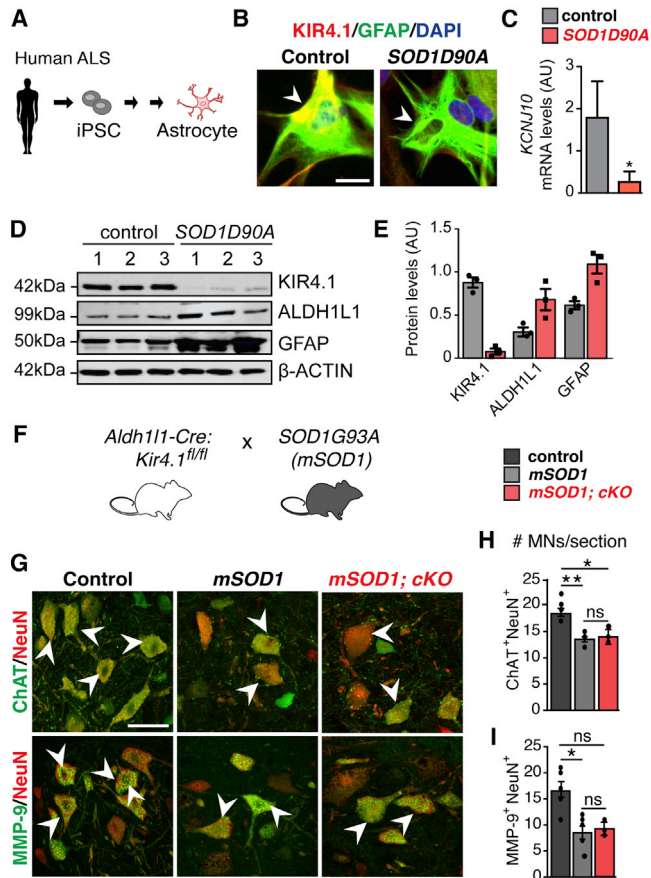 A
Human ALS
iPSC
Astrocyte
B
KIR4.1/GFAP/DAPI
Control
SOD1D90A
C
control
SOD1D90A
KCNJ10
mRNA levels (AU)
3
2
1
0
*
D
control
SOD1D90A
1 2 3 1 2 3
42kDa
KIR4.1
99kDa
ALDH1L1
50kDa
GFAP
42kDa
β-ACTIN
E
Protein levels (AU)
1.5
1.0
0.5
0
KIR4.1
ALDH1L1
GFAP
F
Aldh1l1-Cre:
Kir4.1fl/fl
x
SOD1G93A
(mSOD1)
control
mSOD1
mSOD1; cKO
G
Control
mSOD1
mSOD1; cKO
ChAT/NeuN
MMP-9/NeuN
H
# MNs/section
ChAT+NeuN+
25
20
15
10
5
0
*
**
ns
I
MMP-9+NeuN+
25
20
15
10
5
0
ns
*
ns